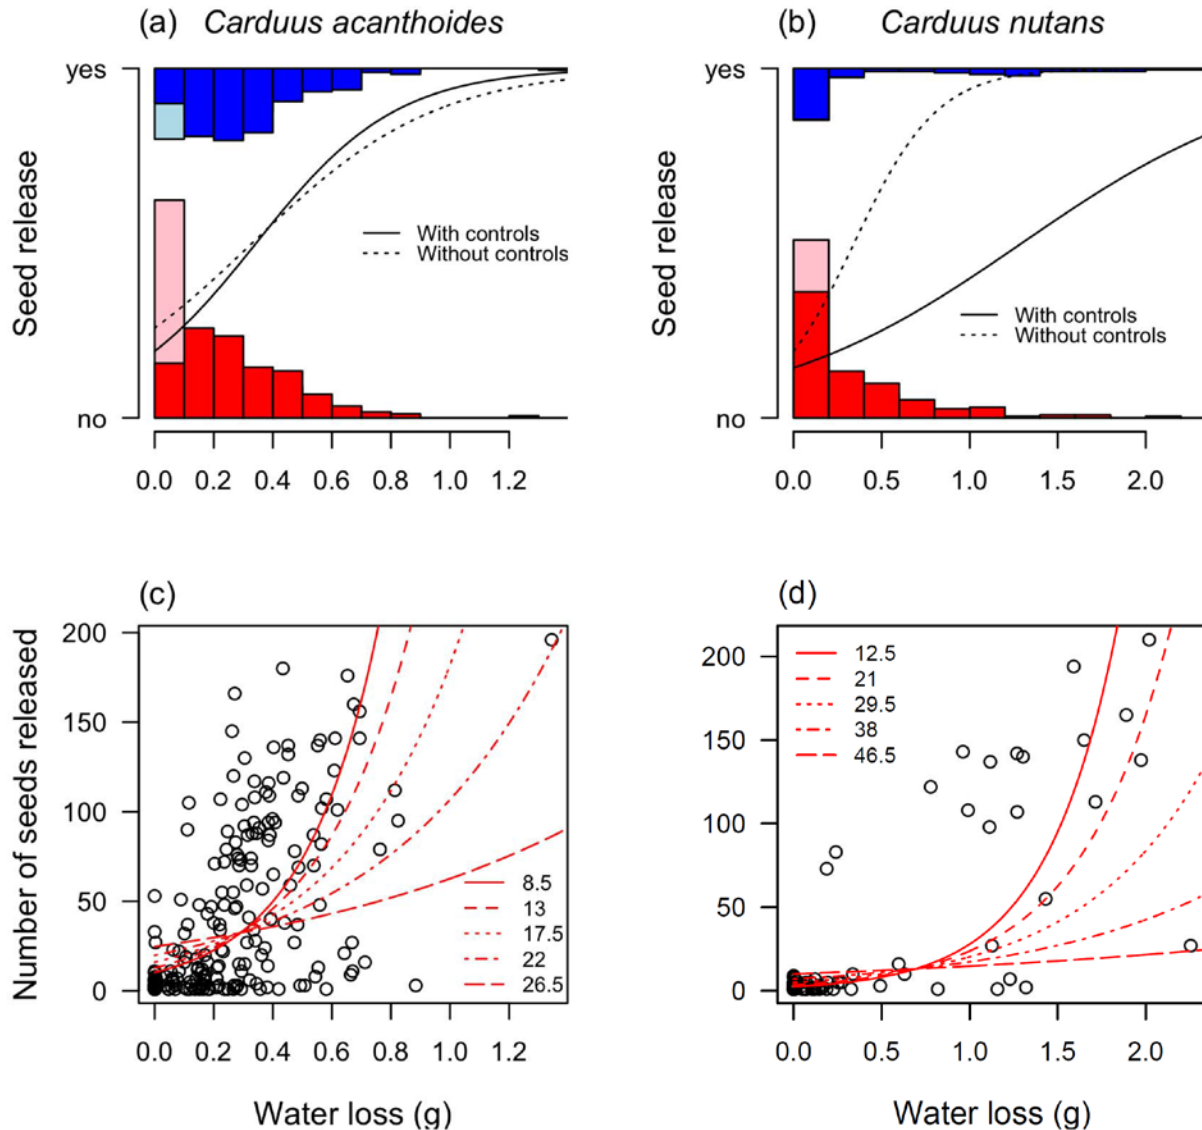 (a) Carduus acanthoides
(b) Carduus nutans
Seed release
yes
no
With controls
Without controls
0.0 0.2 0.4 0.6 0.8 1.0 1.2
Seed release
yes
no
With controls
Without controls
0.0 0.5 1.0 1.5 2.0
(c)
Number of seeds released
200
150
100
50
0
8.5
13
17.5
22
26.5
0.0 0.2 0.4 0.6 0.8 1.0 1.2
Water loss (g)
(d)
200
150
100
50
0
12.5
21
29.5
38
46.5
0.0 0.5 1.0 1.5 2.0
Water loss (g)